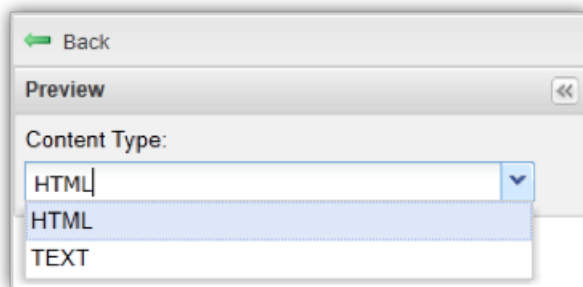 Back
Preview
Content Type:
HTML
HTML
TEXT